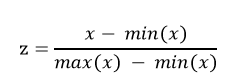 z = x − min(x)
max(x) − min(x)